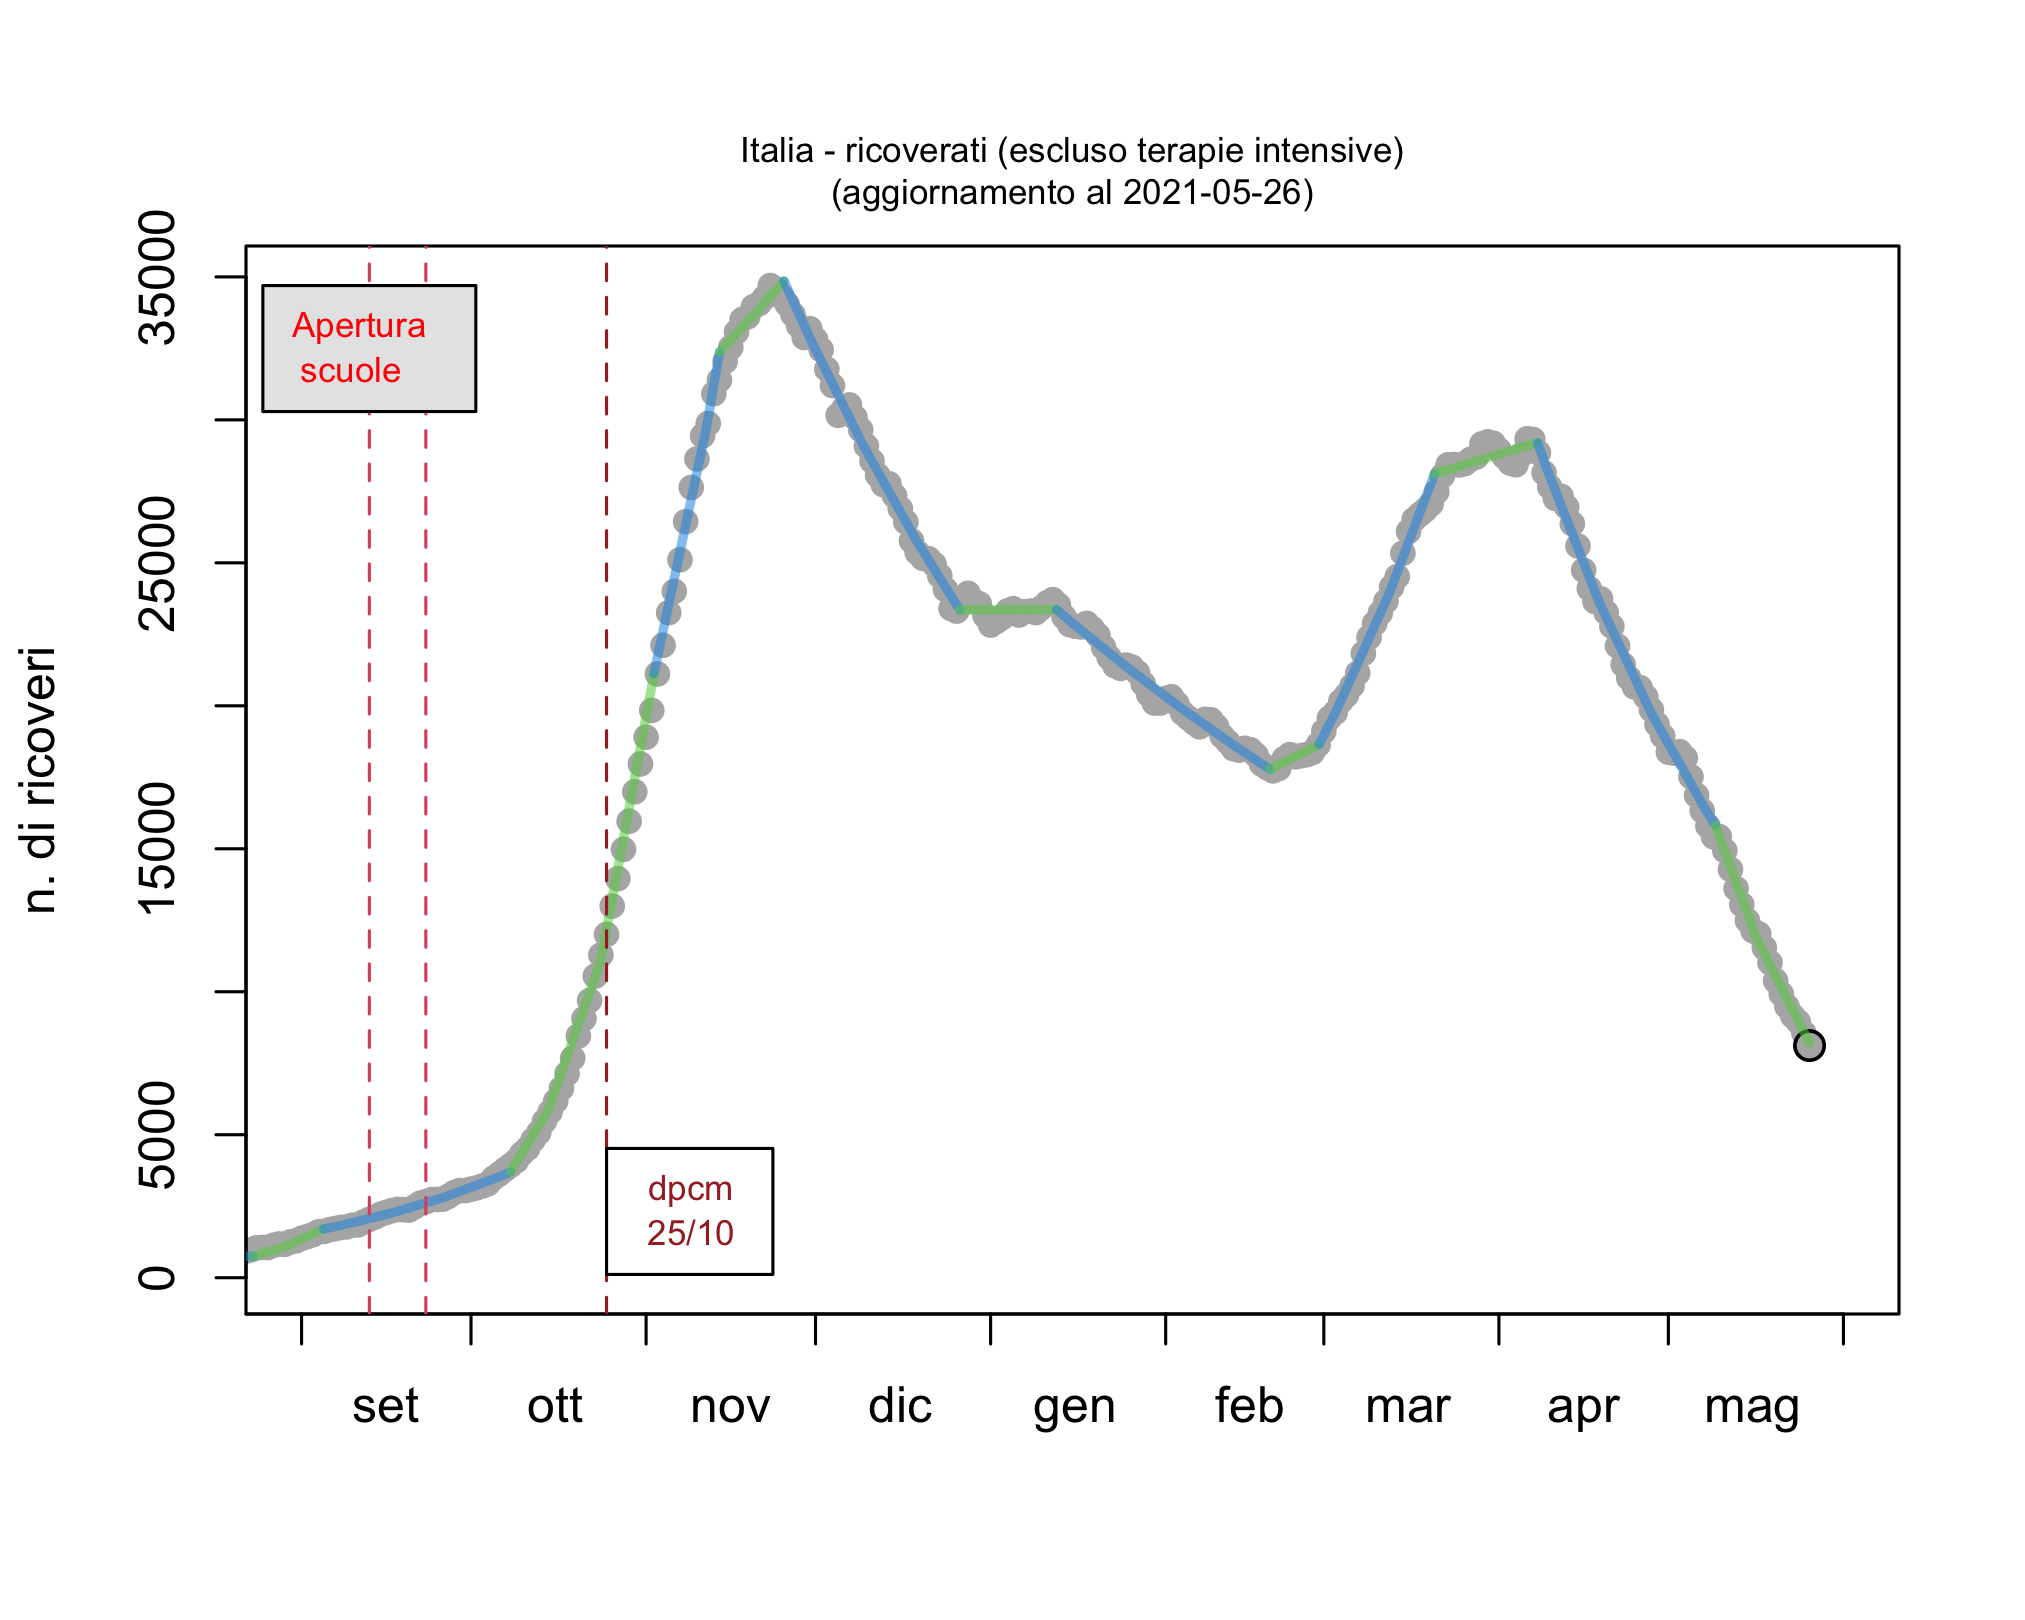 Italia - ricoverati (escluso terapie intensive)
(aggiornamento al 2021-05-26)
n. di ricoveri
35000
25000
15000
5000
0
Apertura
scuole
dpcm
25/10
set ott nov dic gen feb mar apr mag